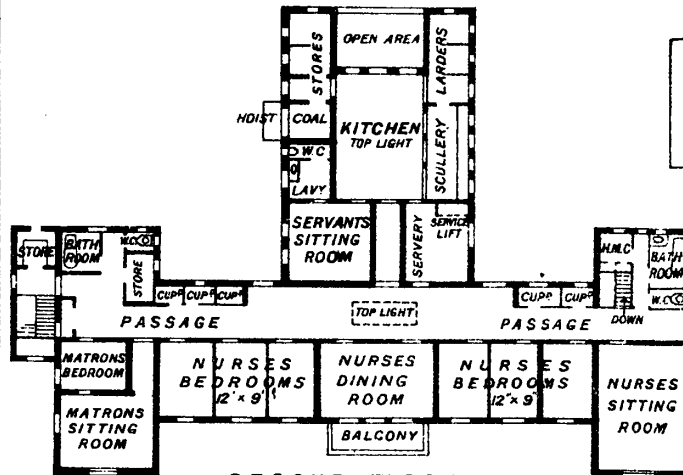 OPEN AREA
STORES
LARDERS
HOIST
COAL
KITCHEN
TOP LIGHT
SCULLERY
W.C
LAVY
SERVANTS
SITTING
ROOM
SERVERY
SERVICE
LIFT
STORE
BATH
ROOM
W.C
STORE
H.M.C
BATH
ROOM
W.C
DOWN
CUPD
CUPD
CUPD
CUPD
CUPD
PASSAGE
TOP LIGHT
PASSAGE
MATRONS
BEDROOM
NURSES
BEDROOMS
12' × 9'
NURSES
DINING
ROOM
NURSES
BEDROOMS
12' × 9'
NURSES
SITTING
ROOM
MATRONS
SITTING
ROOM
BALCONY